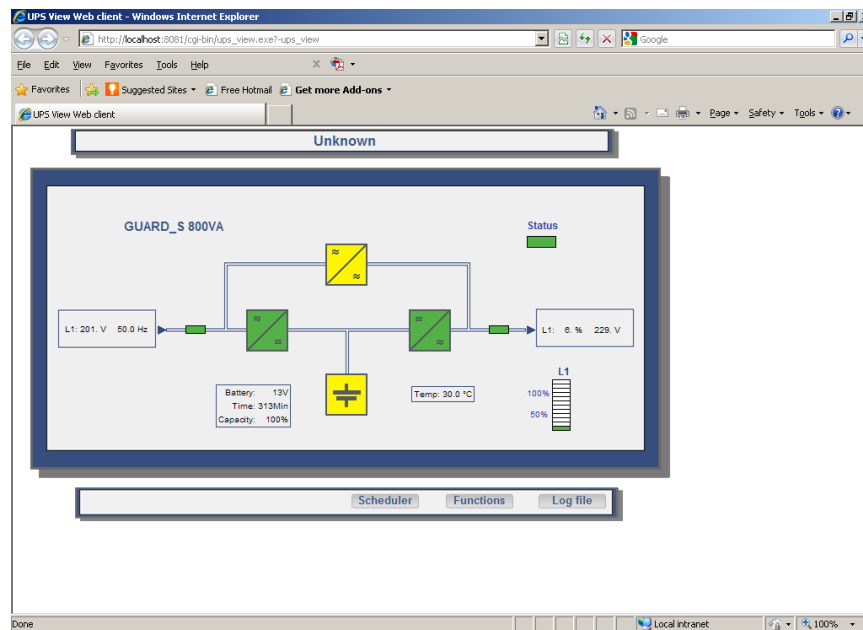 UPS View Web client - Windows Internet Explorer
http://localhost:8081/cgi-bin/ups_view.exe?-ups_view
Google
File Edit View Favorites Tools Help
Favorites Suggested Sites Free Hotmail Get more Add-ons
UPS View Web client
Page Safety Tools
Unknown
GUARD_S 800VA
Status
L1: 201. V 50.0 Hz
L1: 6. % 229. V
Battery: 13V
Time: 313Min
Capacity: 100%
Temp: 30.0 °C
L1
100%
50%
Scheduler Functions Log file
Done
Local intranet
100%